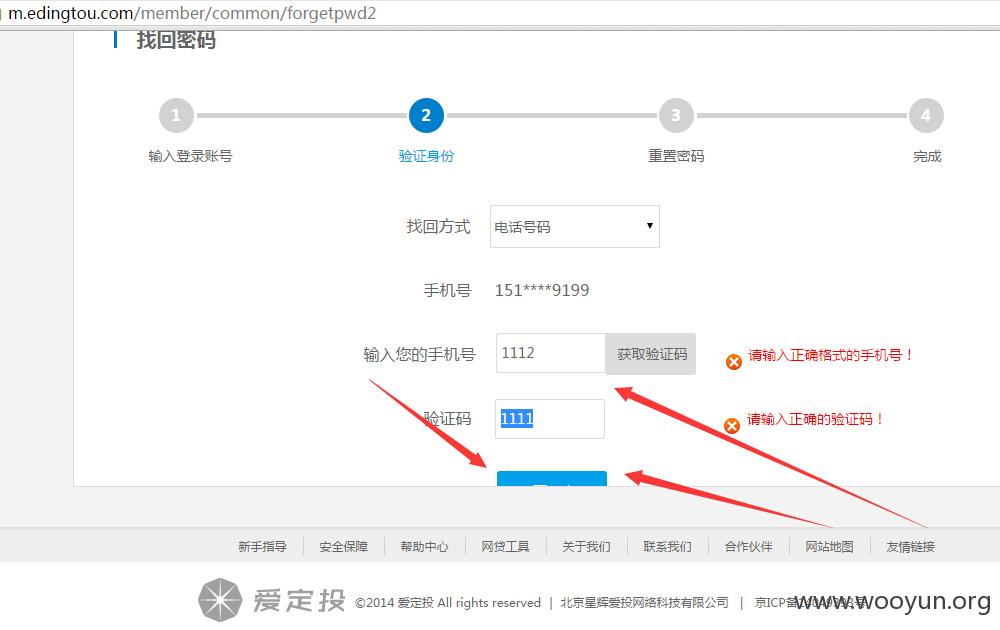 m.edingtou.com/member/common/forgetpwd2
找回密码
1 2 3 4
输入登录账号 验证身份 重置密码 完成
找回方式 电话号码
手机号 151****9199
输入您的手机号 1112 获取验证码 请输入正确格式的手机号！
验证码 1111 请输入正确的验证码！
新手指导 安全保障 帮助中心 网贷工具 关于我们 联系我们 合作伙伴 网站地图 友情链接
爱定投 ©2014 爱定投 All rights reserved | 北京星辉爱投网络科技有限公司 | 京ICP备
www.wooyun.org